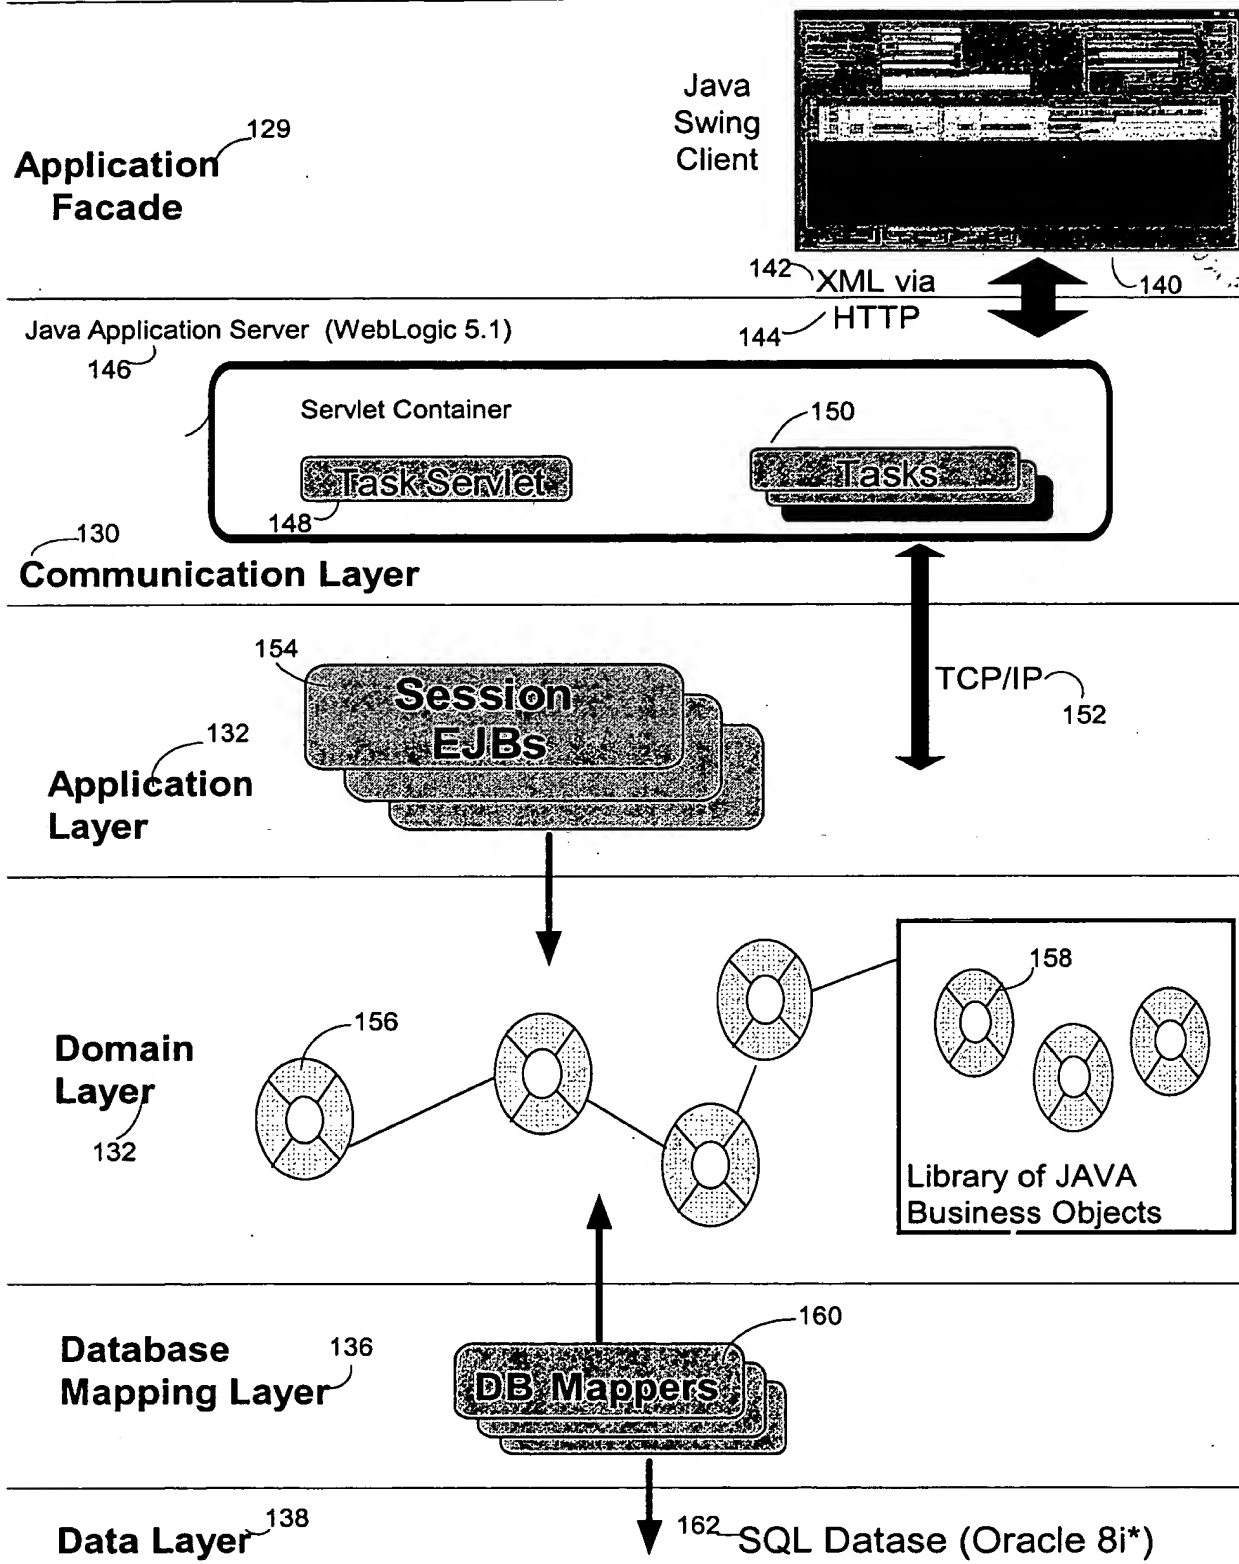 Java
Swing
Client
129
Application
Facade
142
XML via
140
144
HTTP
Java Application Server (WebLogic 5.1)
146
Servlet Container
150
Task Servlet
Tasks
148
130
Communication Layer
154
Session
EJBs
TCP/IP
152
132
Application
Layer
158
156
Domain
Layer
132
Library of JAVA
Business Objects
160
Database
136
Mapping Layer
DB Mappers
138
Data Layer
162
SQL Datase (Oracle 8i*)